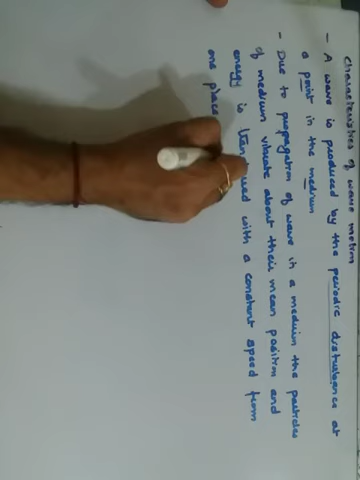 Characteristics of wave motion
- A wave is produced by the periodic disturbance at
a point in the medium
- Due to propagation of wave in a medium the particles
of medium vibrate about their mean position and
energy is with a constant speed from
one place